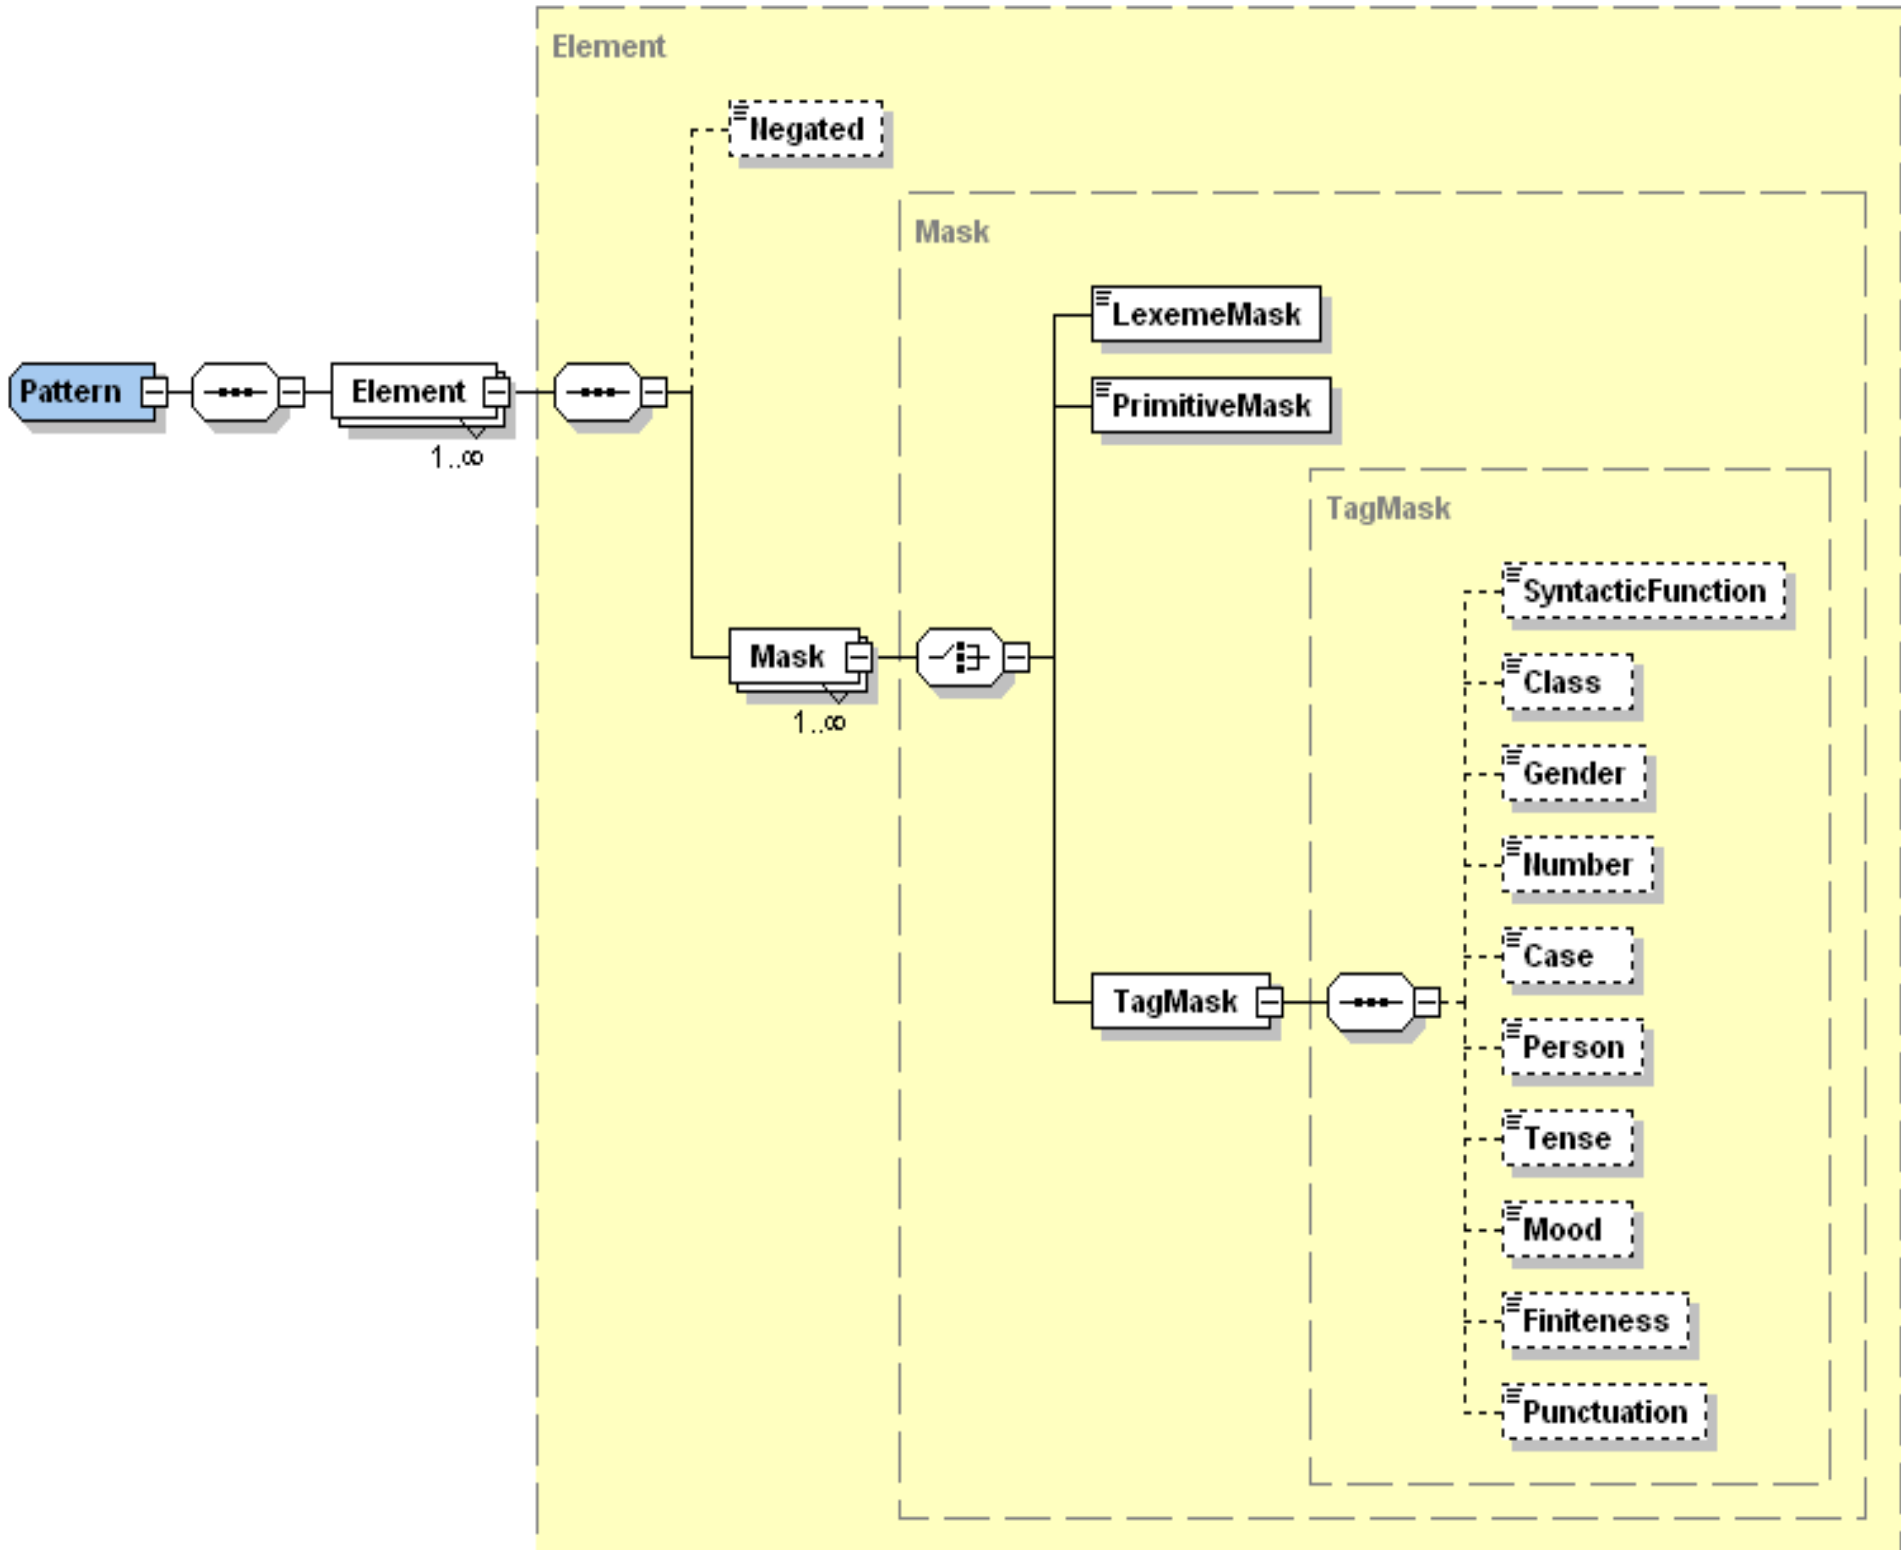 Element
Negated
Mask
LexemeMask
Pattern
Element
PrimitiveMask
1..∞
TagMask
SyntacticFunction
Mask
Class
1..∞
Gender
Number
Case
TagMask
Person
Tense
Mood
Finiteness
Punctuation